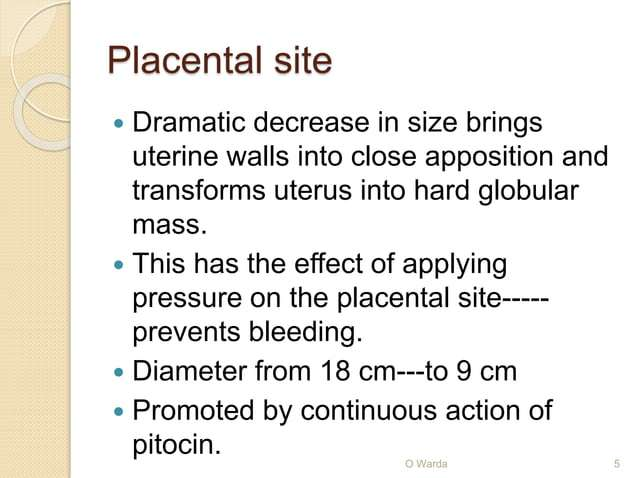 Placental site
Dramatic decrease in size brings
uterine walls into close apposition and
transforms uterus into hard globular
mass.
This has the effect of applying
pressure on the placental site-----
prevents bleeding.
Diameter from 18 cm---to 9 cm
Promoted by continuous action of
pitocin.
O Warda 5